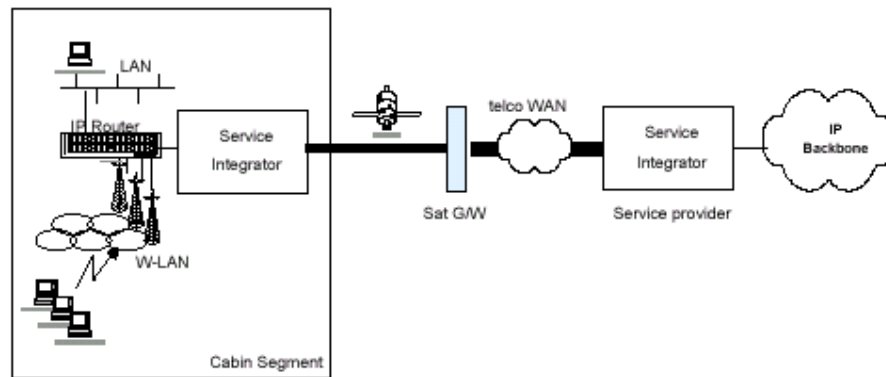 LAN
IP Router
Service
Integrator
W-LAN
Cabin Segment
Sat G/W
telco WAN
Service
Integrator
Service provider
IP
Backbone